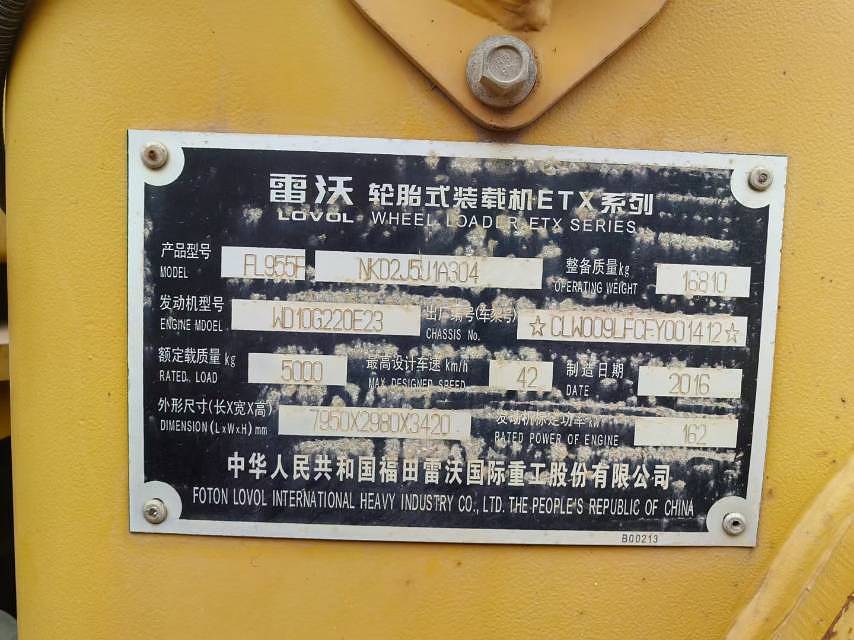 雷沃 轮胎式装载机ETX系列
LOVOL WHEEL LOADER ETX SERIES
产品型号 FL955F NKD2J5U1A304 整备质量kg 16810
MODEL OPERATING WEIGHT
发动机型号 WD10G220E23 出厂编号(车架号) ☆CLW009LFCFY001412☆
ENGINE MDOEL CHASSIS No.
额定载质量 kg 5000 最高设计车速 km/h 42 制造日期 2016
RATED LOAD MAX DESIGNED SPEED DATE
外形尺寸(长X宽X高) 7950X2980X3420 发动机标定功率kW 162
DIMENSION(LxWxH) mm RATED POWER OF ENGINE
中华人民共和国福田雷沃国际重工股份有限公司
FOTON LOVOL INTERNATIONAL HEAVY INDUSTRY CO., LTD. THE PEOPLE'S REPUBLIC OF CHINA
B00213